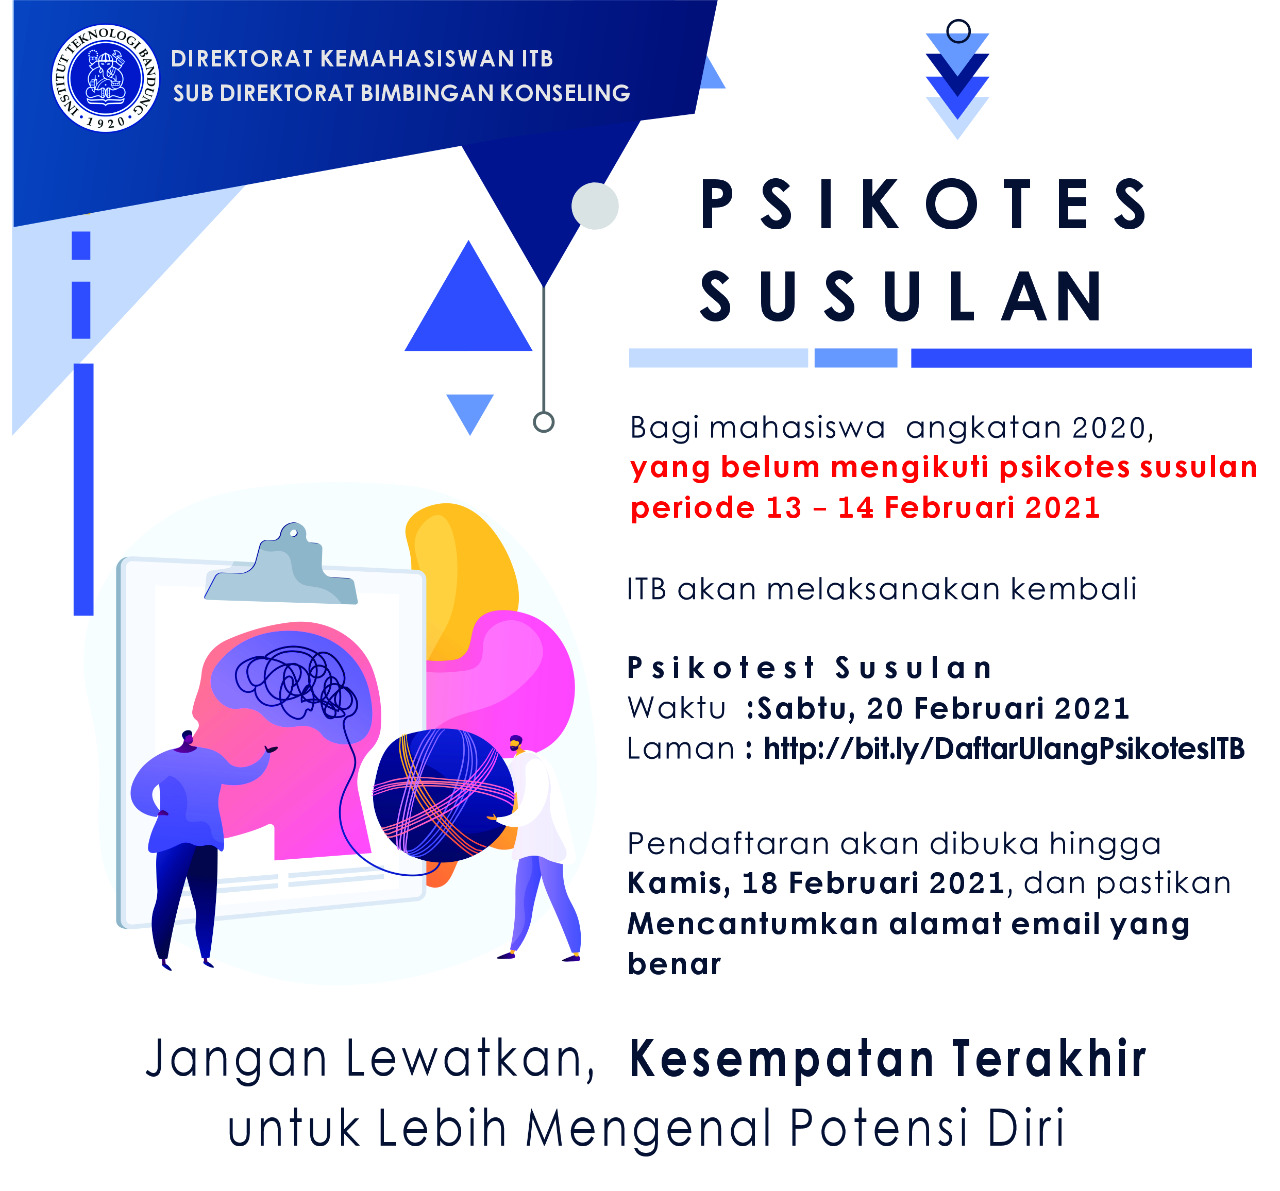 INSTITUT TEKNOLOGI BANDUNG
1920
DIREKTORAT KEMAHASISWAN ITB
SUB DIREKTORAT BIMBINGAN KONSELING
PSIKOTES
SUSULAN
Bagi mahasiswa angkatan 2020,
yang belum mengikuti psikotes susulan
periode 13 – 14 Februari 2021
ITB akan melaksanakan kembali
Psikotest Susulan
Waktu :Sabtu, 20 Februari 2021
Laman : http://bit.ly/DaftarUlangPsikotesITB
Pendaftaran akan dibuka hingga
Kamis, 18 Februari 2021, dan pastikan
Mencantumkan alamat email yang
benar
Jangan Lewatkan, Kesempatan Terakhir
untuk Lebih Mengenal Potensi Diri